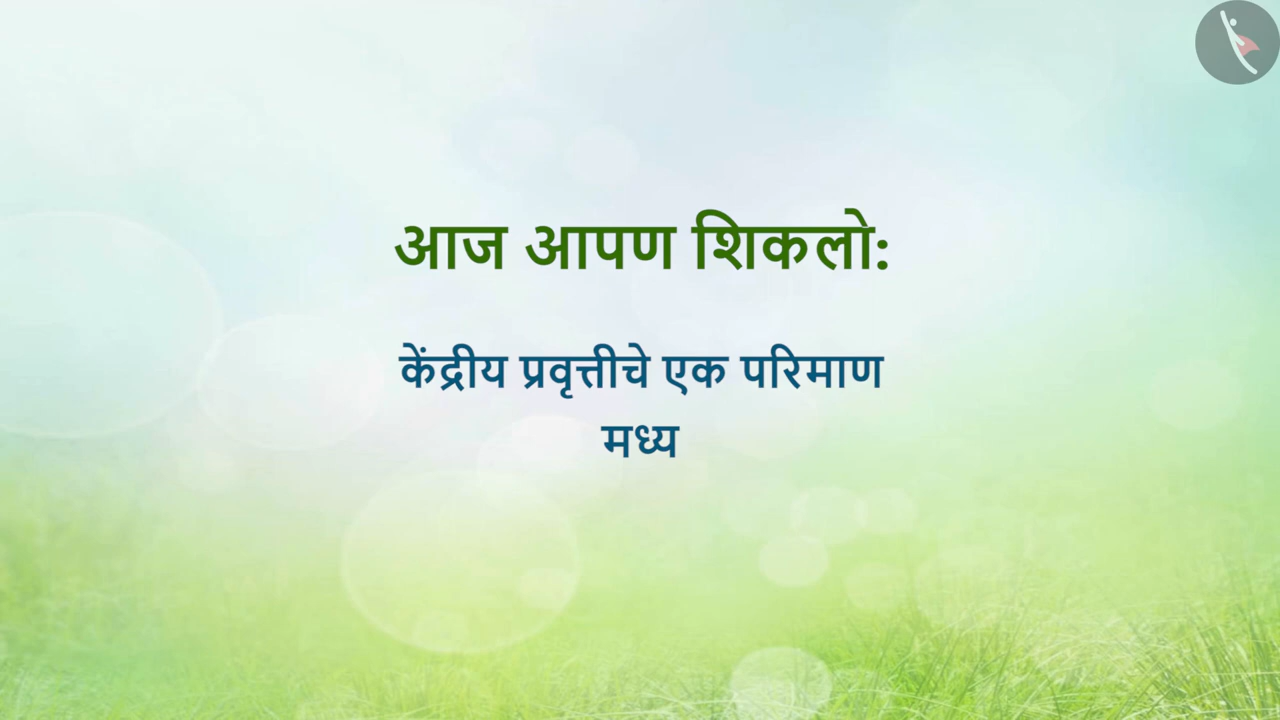 आज आपण शिकलो:
केंद्रीय प्रवृत्तीचे एक परिमाण
मध्य